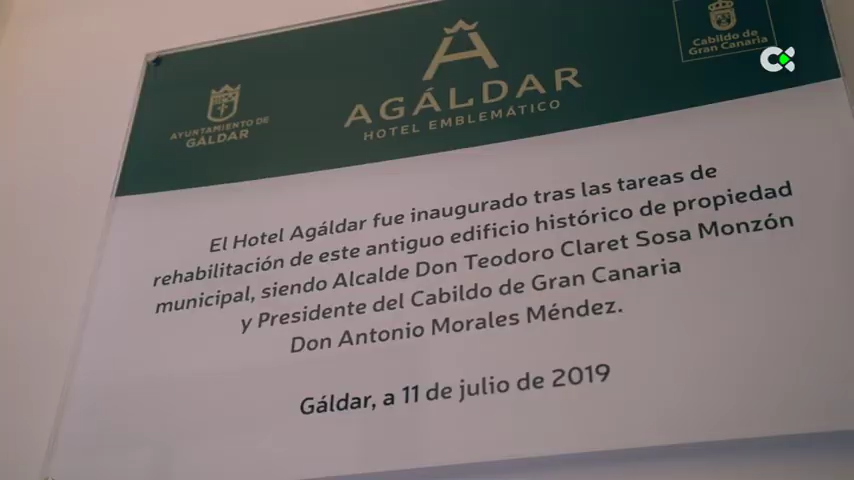 AYUNTAMIENTO DE
GÁLDAR
AGÁLDAR
HOTEL EMBLEMÁTICO
Cabildo de
Gran Canaria
El Hotel Agáldar fue inaugurado tras las tareas de
rehabilitación de este antiguo edificio histórico de propiedad
municipal, siendo Alcalde Don Teodoro Claret Sosa Monzón
y Presidente del Cabildo de Gran Canaria
Don Antonio Morales Méndez.
Gáldar, a 11 de julio de 2019